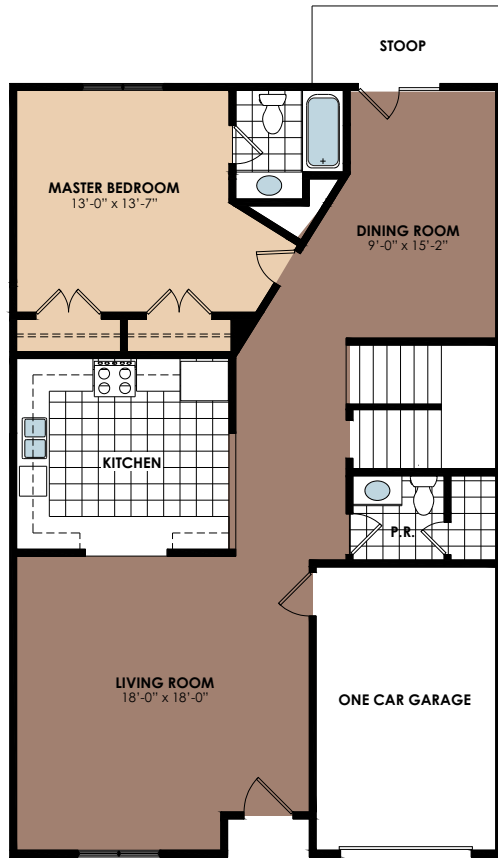 STOOP
MASTER BEDROOM
13’-0” x 13’-7”
DINING ROOM
9’-0” x 15’-2”
KITCHEN
P.R.
LIVING ROOM
18’-0” x 18’-0”
ONE CAR GARAGE